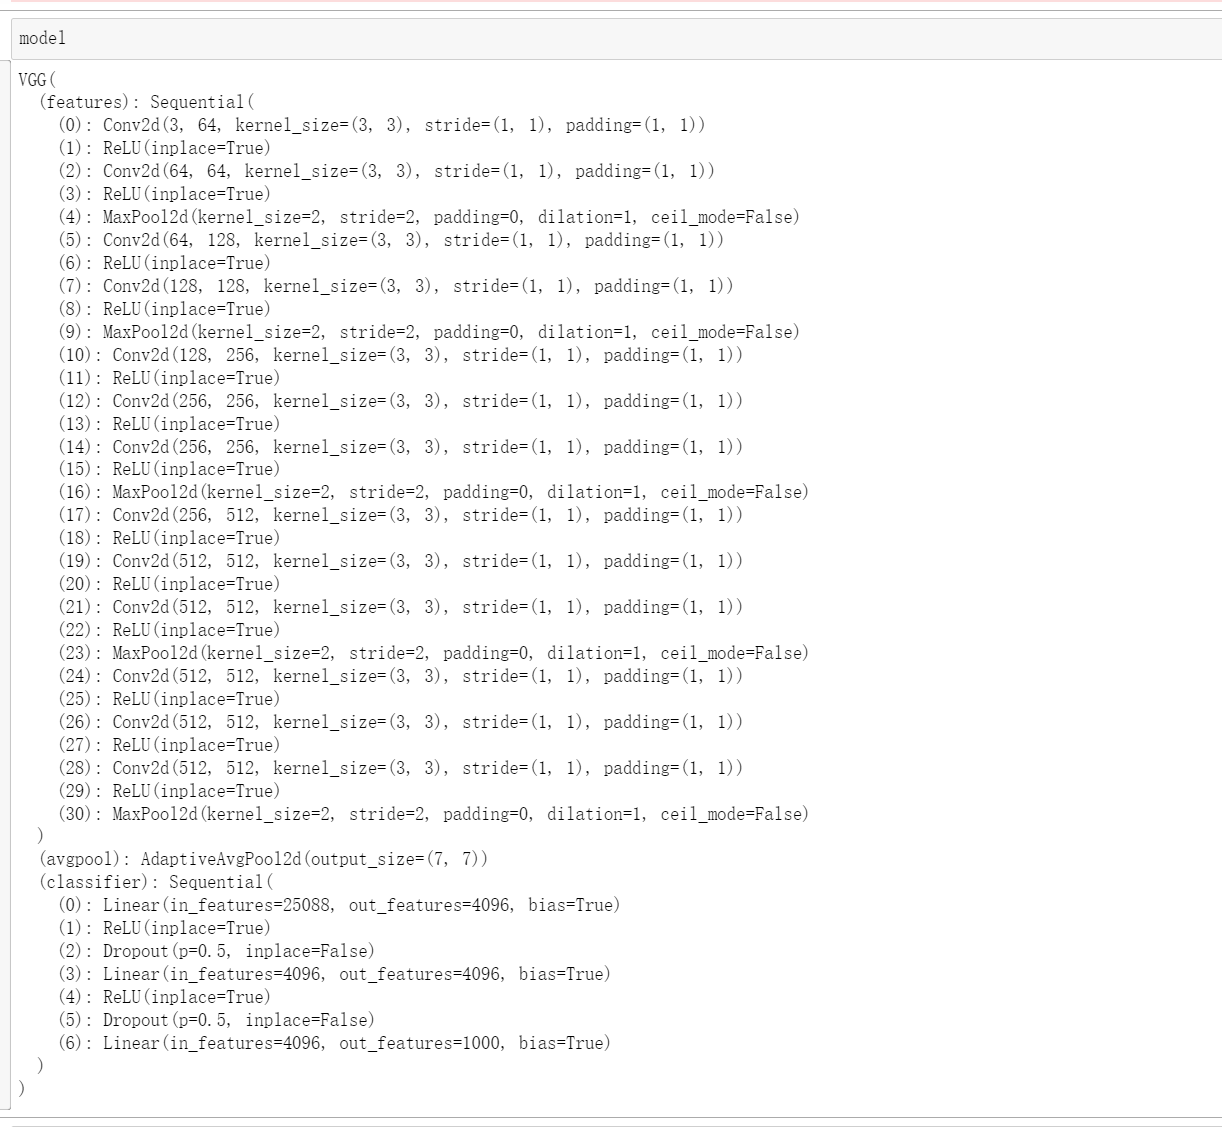 model
VGG(
  (features): Sequential(
    (0): Conv2d(3, 64, kernel_size=(3, 3), stride=(1, 1), padding=(1, 1))
    (1): ReLU(inplace=True)
    (2): Conv2d(64, 64, kernel_size=(3, 3), stride=(1, 1), padding=(1, 1))
    (3): ReLU(inplace=True)
    (4): MaxPool2d(kernel_size=2, stride=2, padding=0, dilation=1, ceil_mode=False)
    (5): Conv2d(64, 128, kernel_size=(3, 3), stride=(1, 1), padding=(1, 1))
    (6): ReLU(inplace=True)
    (7): Conv2d(128, 128, kernel_size=(3, 3), stride=(1, 1), padding=(1, 1))
    (8): ReLU(inplace=True)
    (9): MaxPool2d(kernel_size=2, stride=2, padding=0, dilation=1, ceil_mode=False)
    (10): Conv2d(128, 256, kernel_size=(3, 3), stride=(1, 1), padding=(1, 1))
    (11): ReLU(inplace=True)
    (12): Conv2d(256, 256, kernel_size=(3, 3), stride=(1, 1), padding=(1, 1))
    (13): ReLU(inplace=True)
    (14): Conv2d(256, 256, kernel_size=(3, 3), stride=(1, 1), padding=(1, 1))
    (15): ReLU(inplace=True)
    (16): MaxPool2d(kernel_size=2, stride=2, padding=0, dilation=1, ceil_mode=False)
    (17): Conv2d(256, 512, kernel_size=(3, 3), stride=(1, 1), padding=(1, 1))
    (18): ReLU(inplace=True)
    (19): Conv2d(512, 512, kernel_size=(3, 3), stride=(1, 1), padding=(1, 1))
    (20): ReLU(inplace=True)
    (21): Conv2d(512, 512, kernel_size=(3, 3), stride=(1, 1), padding=(1, 1))
    (22): ReLU(inplace=True)
    (23): MaxPool2d(kernel_size=2, stride=2, padding=0, dilation=1, ceil_mode=False)
    (24): Conv2d(512, 512, kernel_size=(3, 3), stride=(1, 1), padding=(1, 1))
    (25): ReLU(inplace=True)
    (26): Conv2d(512, 512, kernel_size=(3, 3), stride=(1, 1), padding=(1, 1))
    (27): ReLU(inplace=True)
    (28): Conv2d(512, 512, kernel_size=(3, 3), stride=(1, 1), padding=(1, 1))
    (29): ReLU(inplace=True)
    (30): MaxPool2d(kernel_size=2, stride=2, padding=0, dilation=1, ceil_mode=False)
  )
  (avgpool): AdaptiveAvgPool2d(output_size=(7, 7))
  (classifier): Sequential(
    (0): Linear(in_features=25088, out_features=4096, bias=True)
    (1): ReLU(inplace=True)
    (2): Dropout(p=0.5, inplace=False)
    (3): Linear(in_features=4096, out_features=4096, bias=True)
    (4): ReLU(inplace=True)
    (5): Dropout(p=0.5, inplace=False)
    (6): Linear(in_features=4096, out_features=1000, bias=True)
  )
)